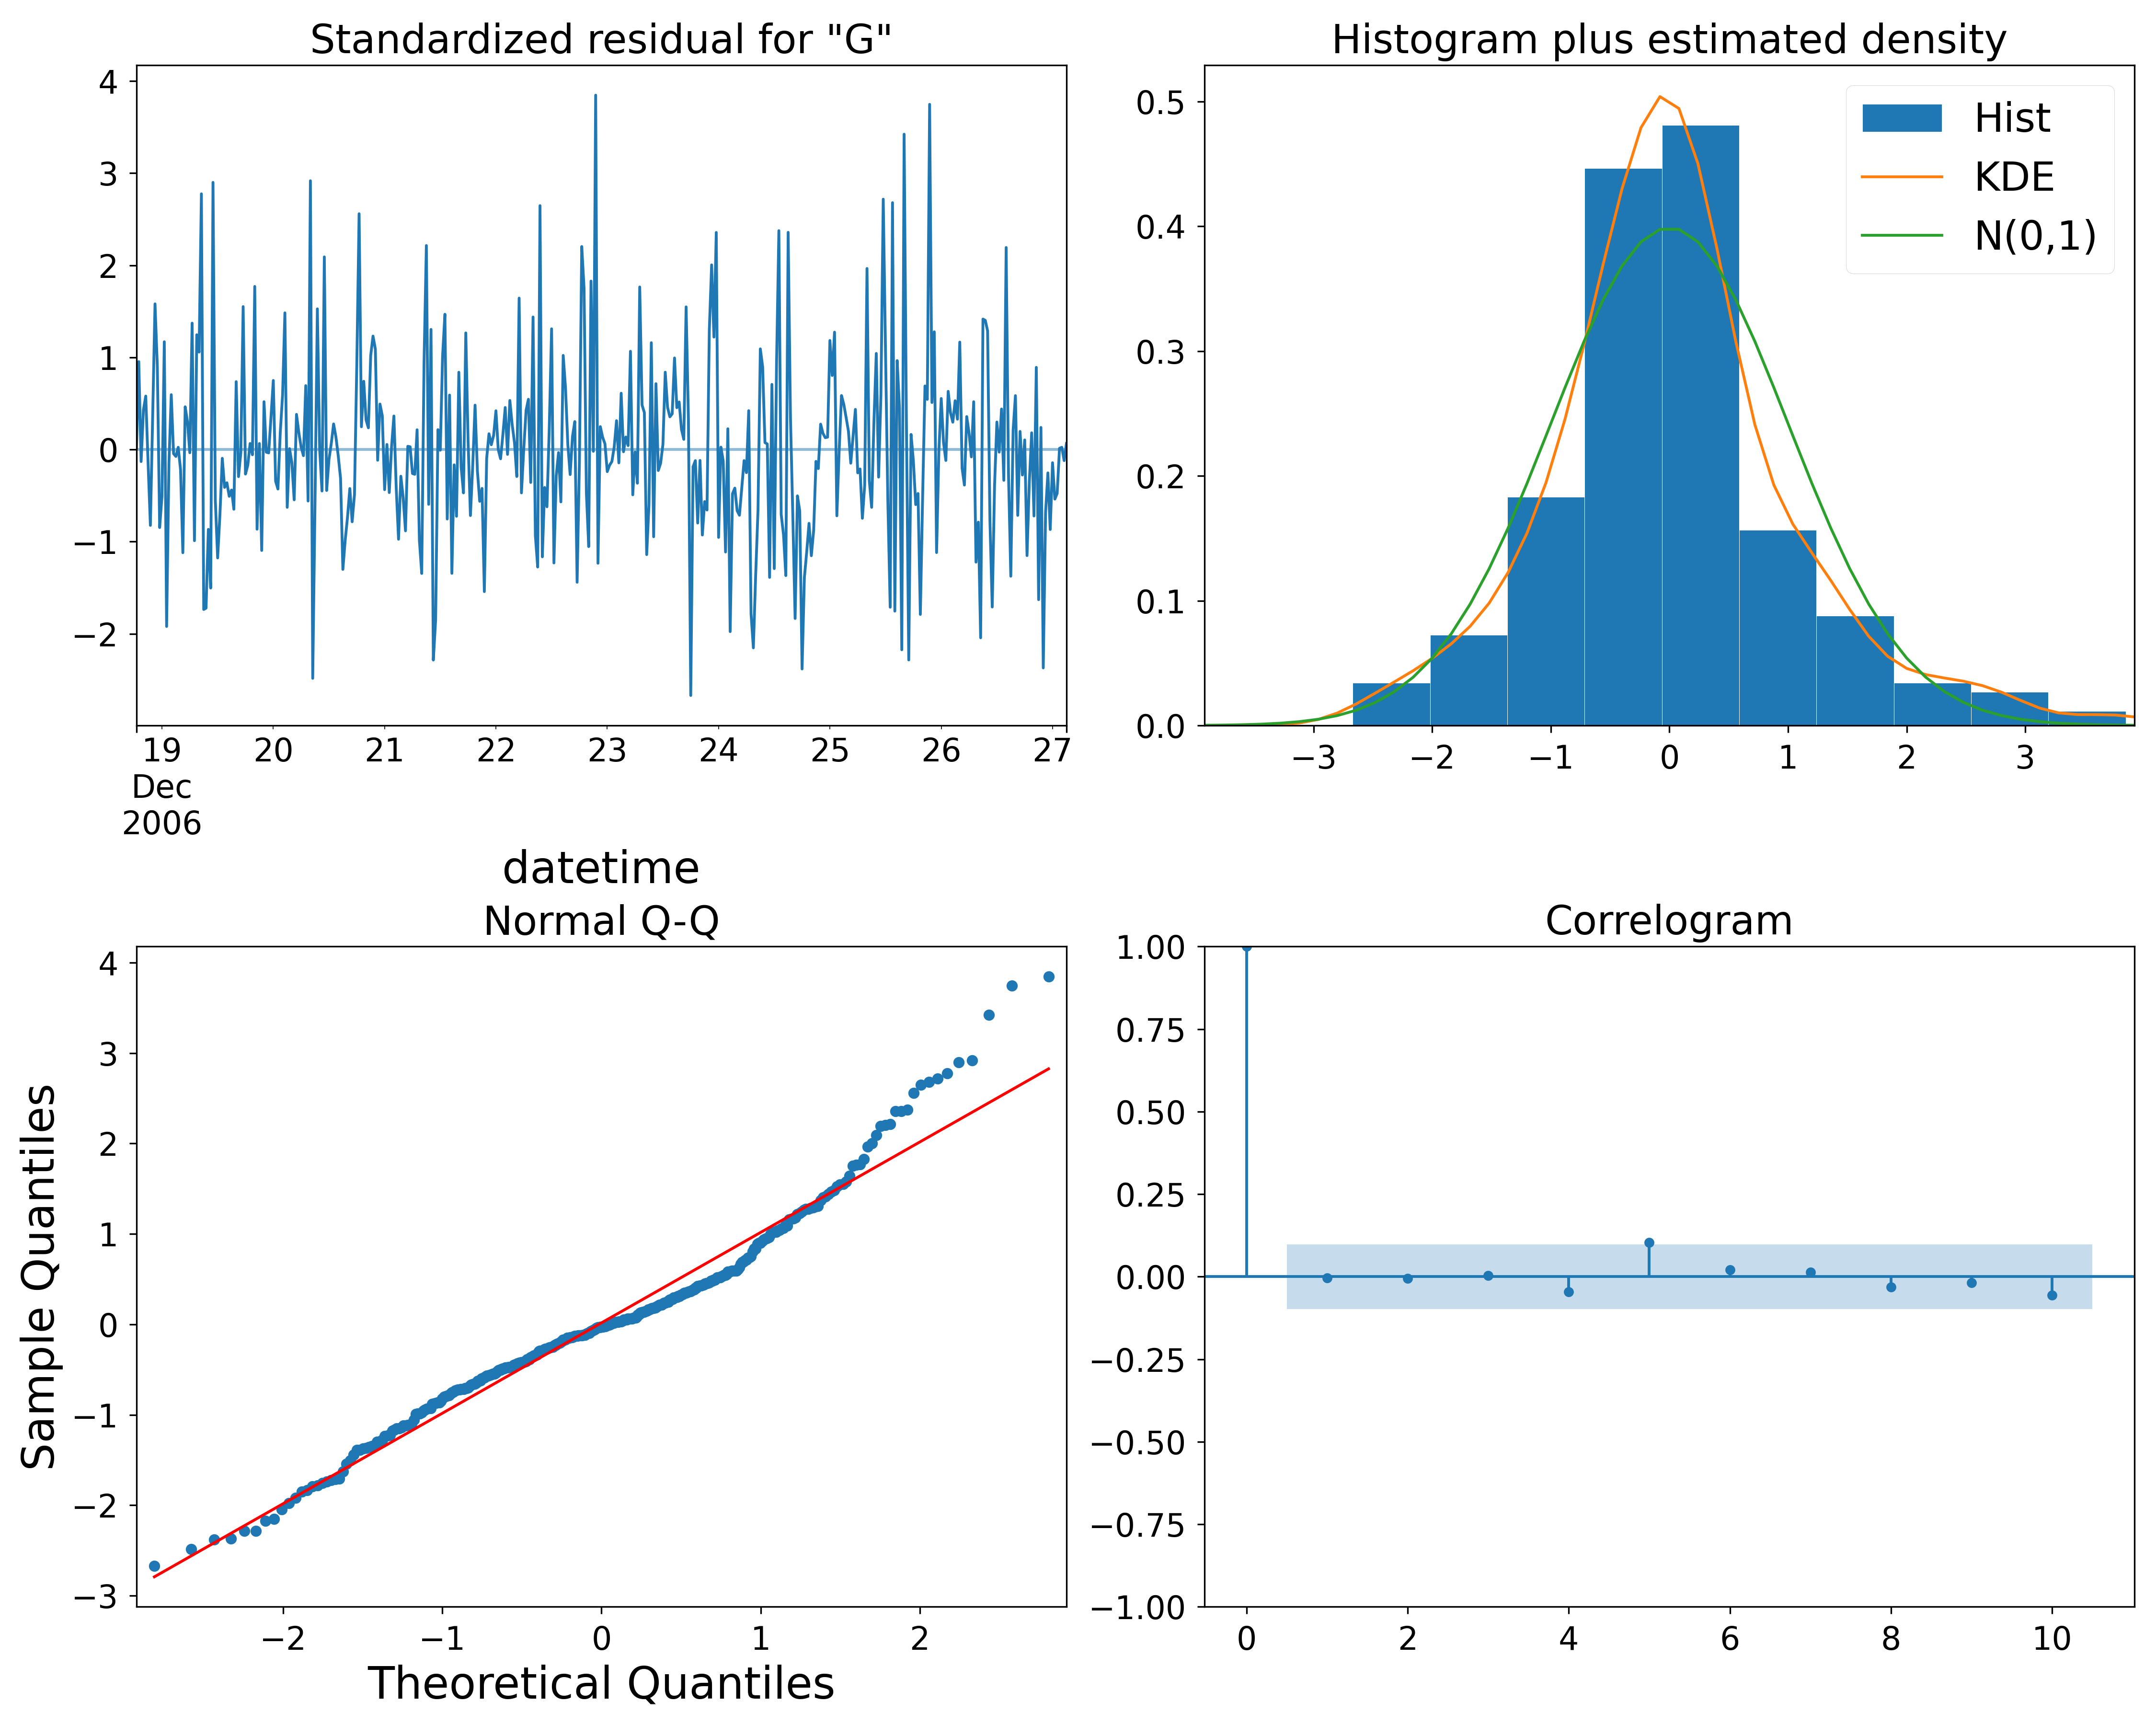 Standardized residual for "G"
4
3
2
1
0
−1
−2
19 20 21 22 23 24 25 26 27
Dec
2006
datetime
Histogram plus estimated density
0.5
0.4
0.3
0.2
0.1
0.0
−3 −2 −1 0 1 2 3
Hist
KDE
N(0,1)
Normal Q-Q
Sample Quantiles
4
3
2
1
0
−1
−2
−3
−2 −1 0 1 2
Theoretical Quantiles
Correlogram
1.00
0.75
0.50
0.25
0.00
−0.25
−0.50
−0.75
−1.00
0 2 4 6 8 10